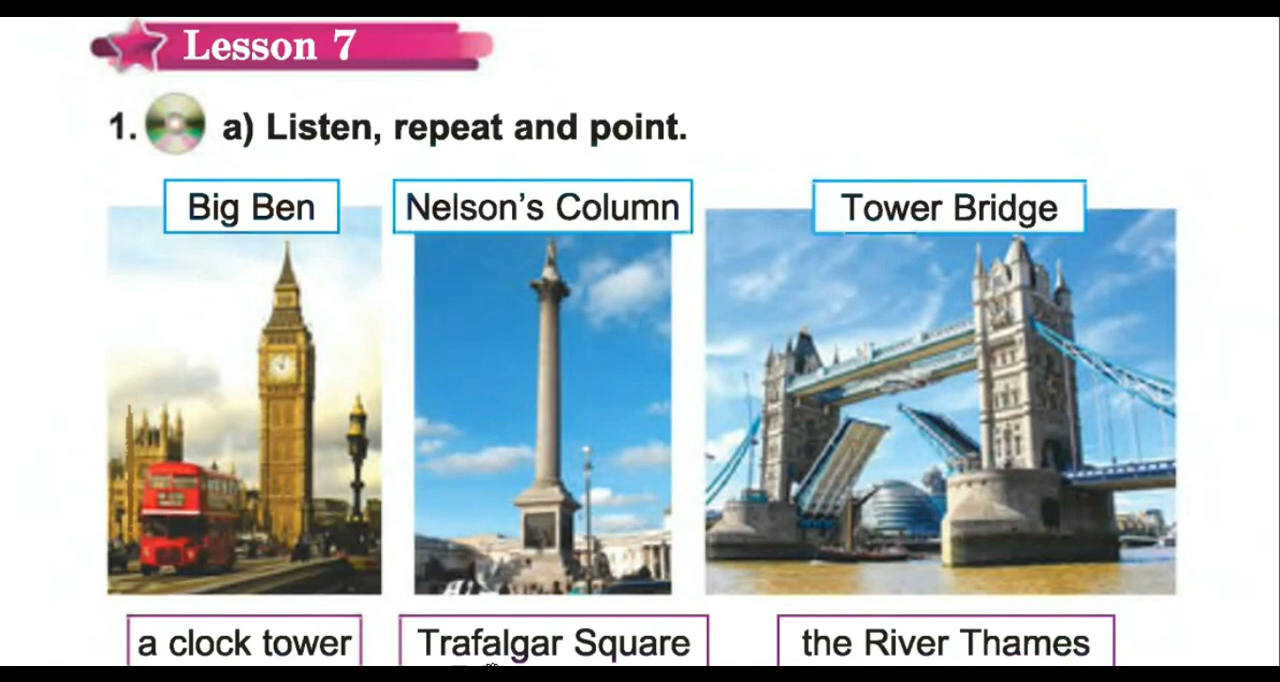 Lesson 7
1. a) Listen, repeat and point.
Big Ben
Nelson's Column
Tower Bridge
a clock tower
Trafalgar Square
the River Thames